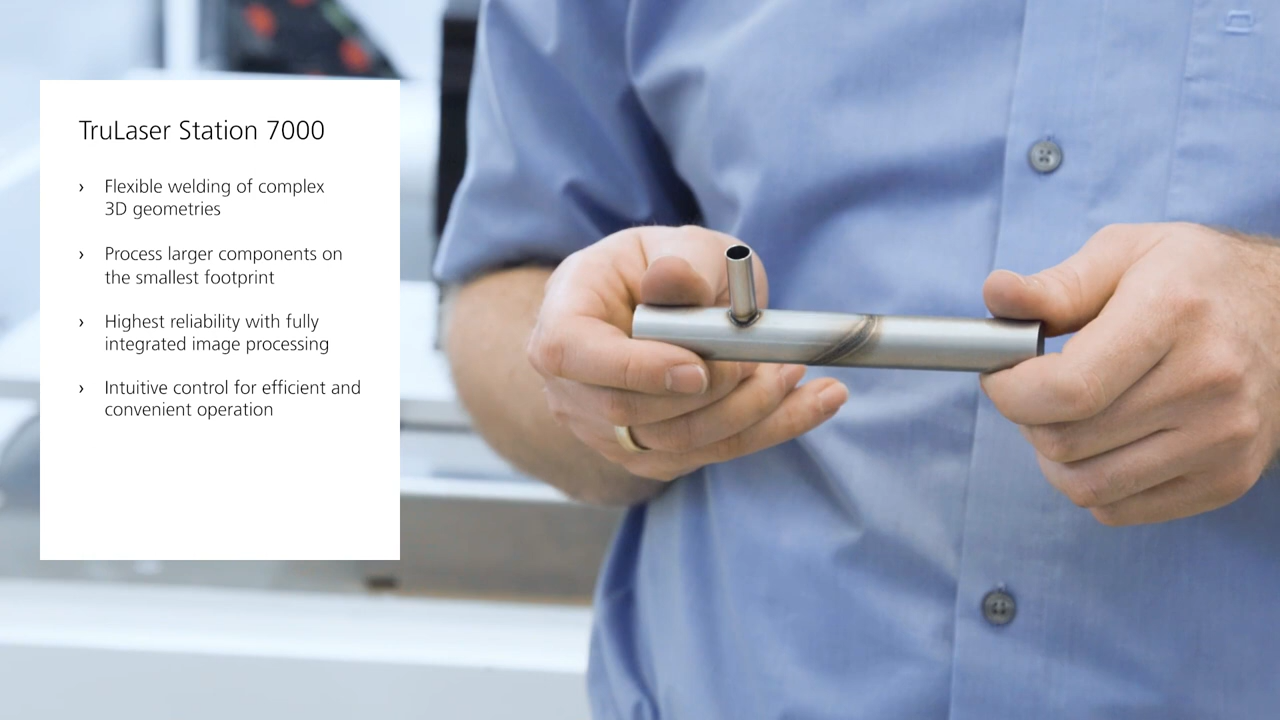 TruLaser Station 7000
› Flexible welding of complex
3D geometries
› Process larger components on
the smallest footprint
› Highest reliability with fully
integrated image processing
› Intuitive control for efficient and
convenient operation